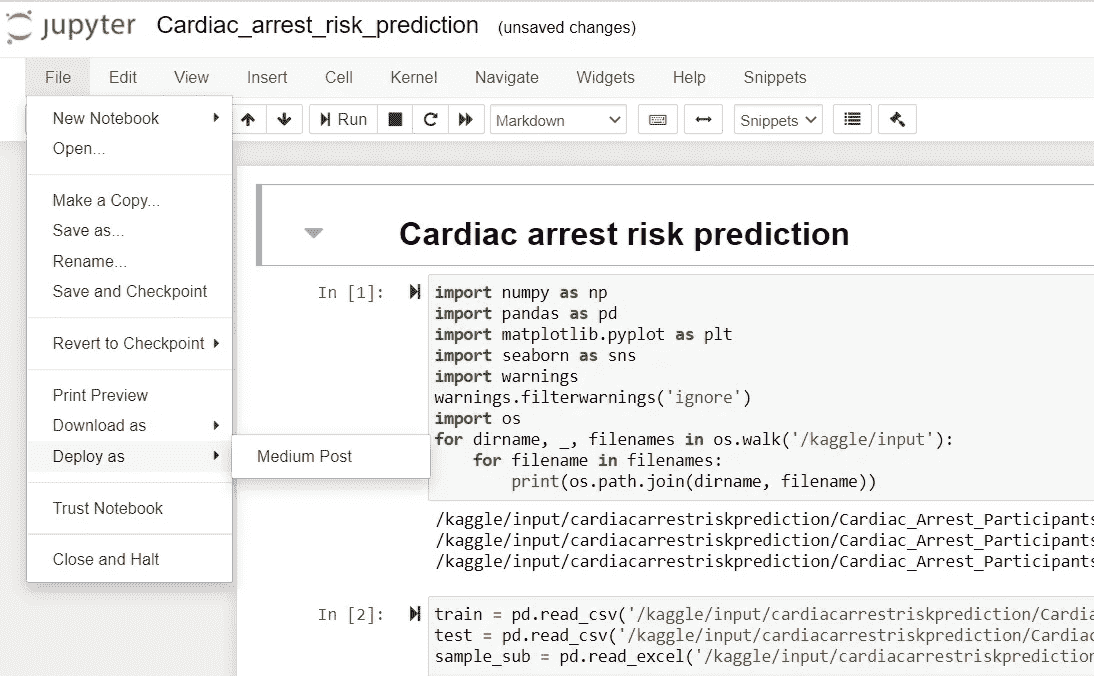 jupyter Cardiac_arrest_risk_prediction (unsaved changes)
File Edit View Insert Cell Kernel Navigate Widgets Help Snippets
Run Markdown Snippets
New Notebook
Open...
Make a Copy...
Save as...
Rename...
Save and Checkpoint
Revert to Checkpoint
Print Preview
Download as
Deploy as
Medium Post
Trust Notebook
Close and Halt
Cardiac arrest risk prediction
In [1]:
import numpy as np
import pandas as pd
import matplotlib.pyplot as plt
import seaborn as sns
import warnings
warnings.filterwarnings('ignore')
import os
for dirname, _, filenames in os.walk('/kaggle/input'):
    for filename in filenames:
        print(os.path.join(dirname, filename))
/kaggle/input/cardiacarrestriskprediction/Cardiac_Arrest_Participants
/kaggle/input/cardiacarrestriskprediction/Cardiac_Arrest_Participants
/kaggle/input/cardiacarrestriskprediction/Cardiac_Arrest_Participants
In [2]:
train = pd.read_csv('/kaggle/input/cardiacarrestriskprediction/Cardia
test = pd.read_csv('/kaggle/input/cardiacarrestriskprediction/Cardiac
sample_sub = pd.read_excel('/kaggle/input/cardiacarrestriskprediction